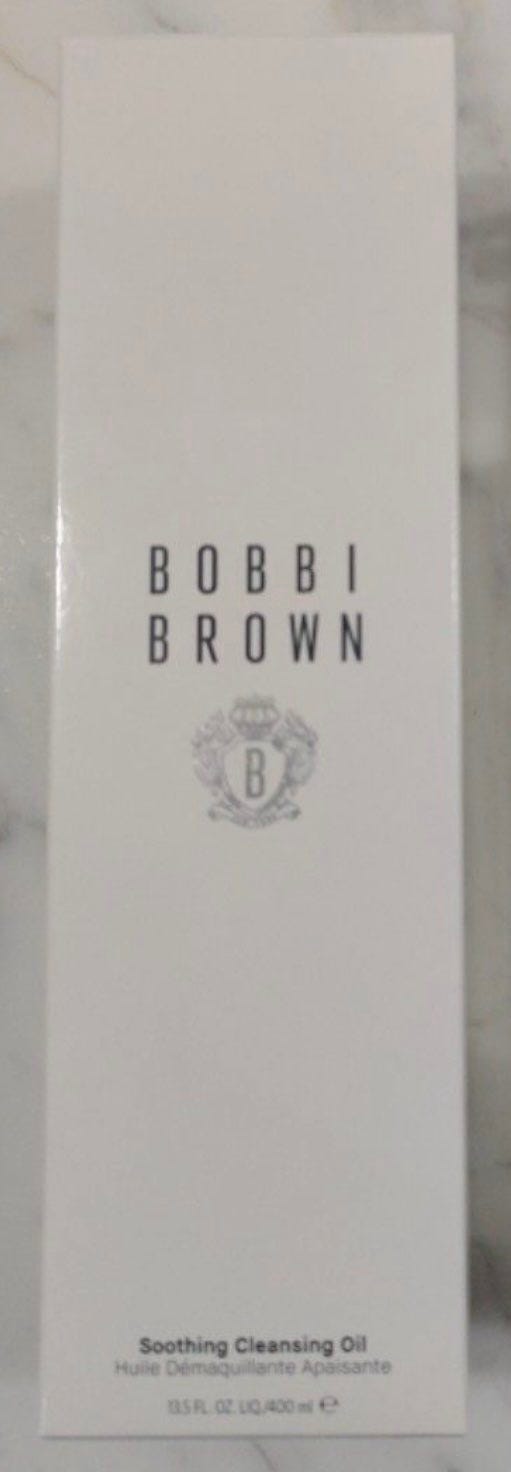 BOBBI
BROWN
B
Soothing Cleansing Oil
Huile Démaquillante Apaisante
13.5 FL. OZ. LIQ./400 ml ℮